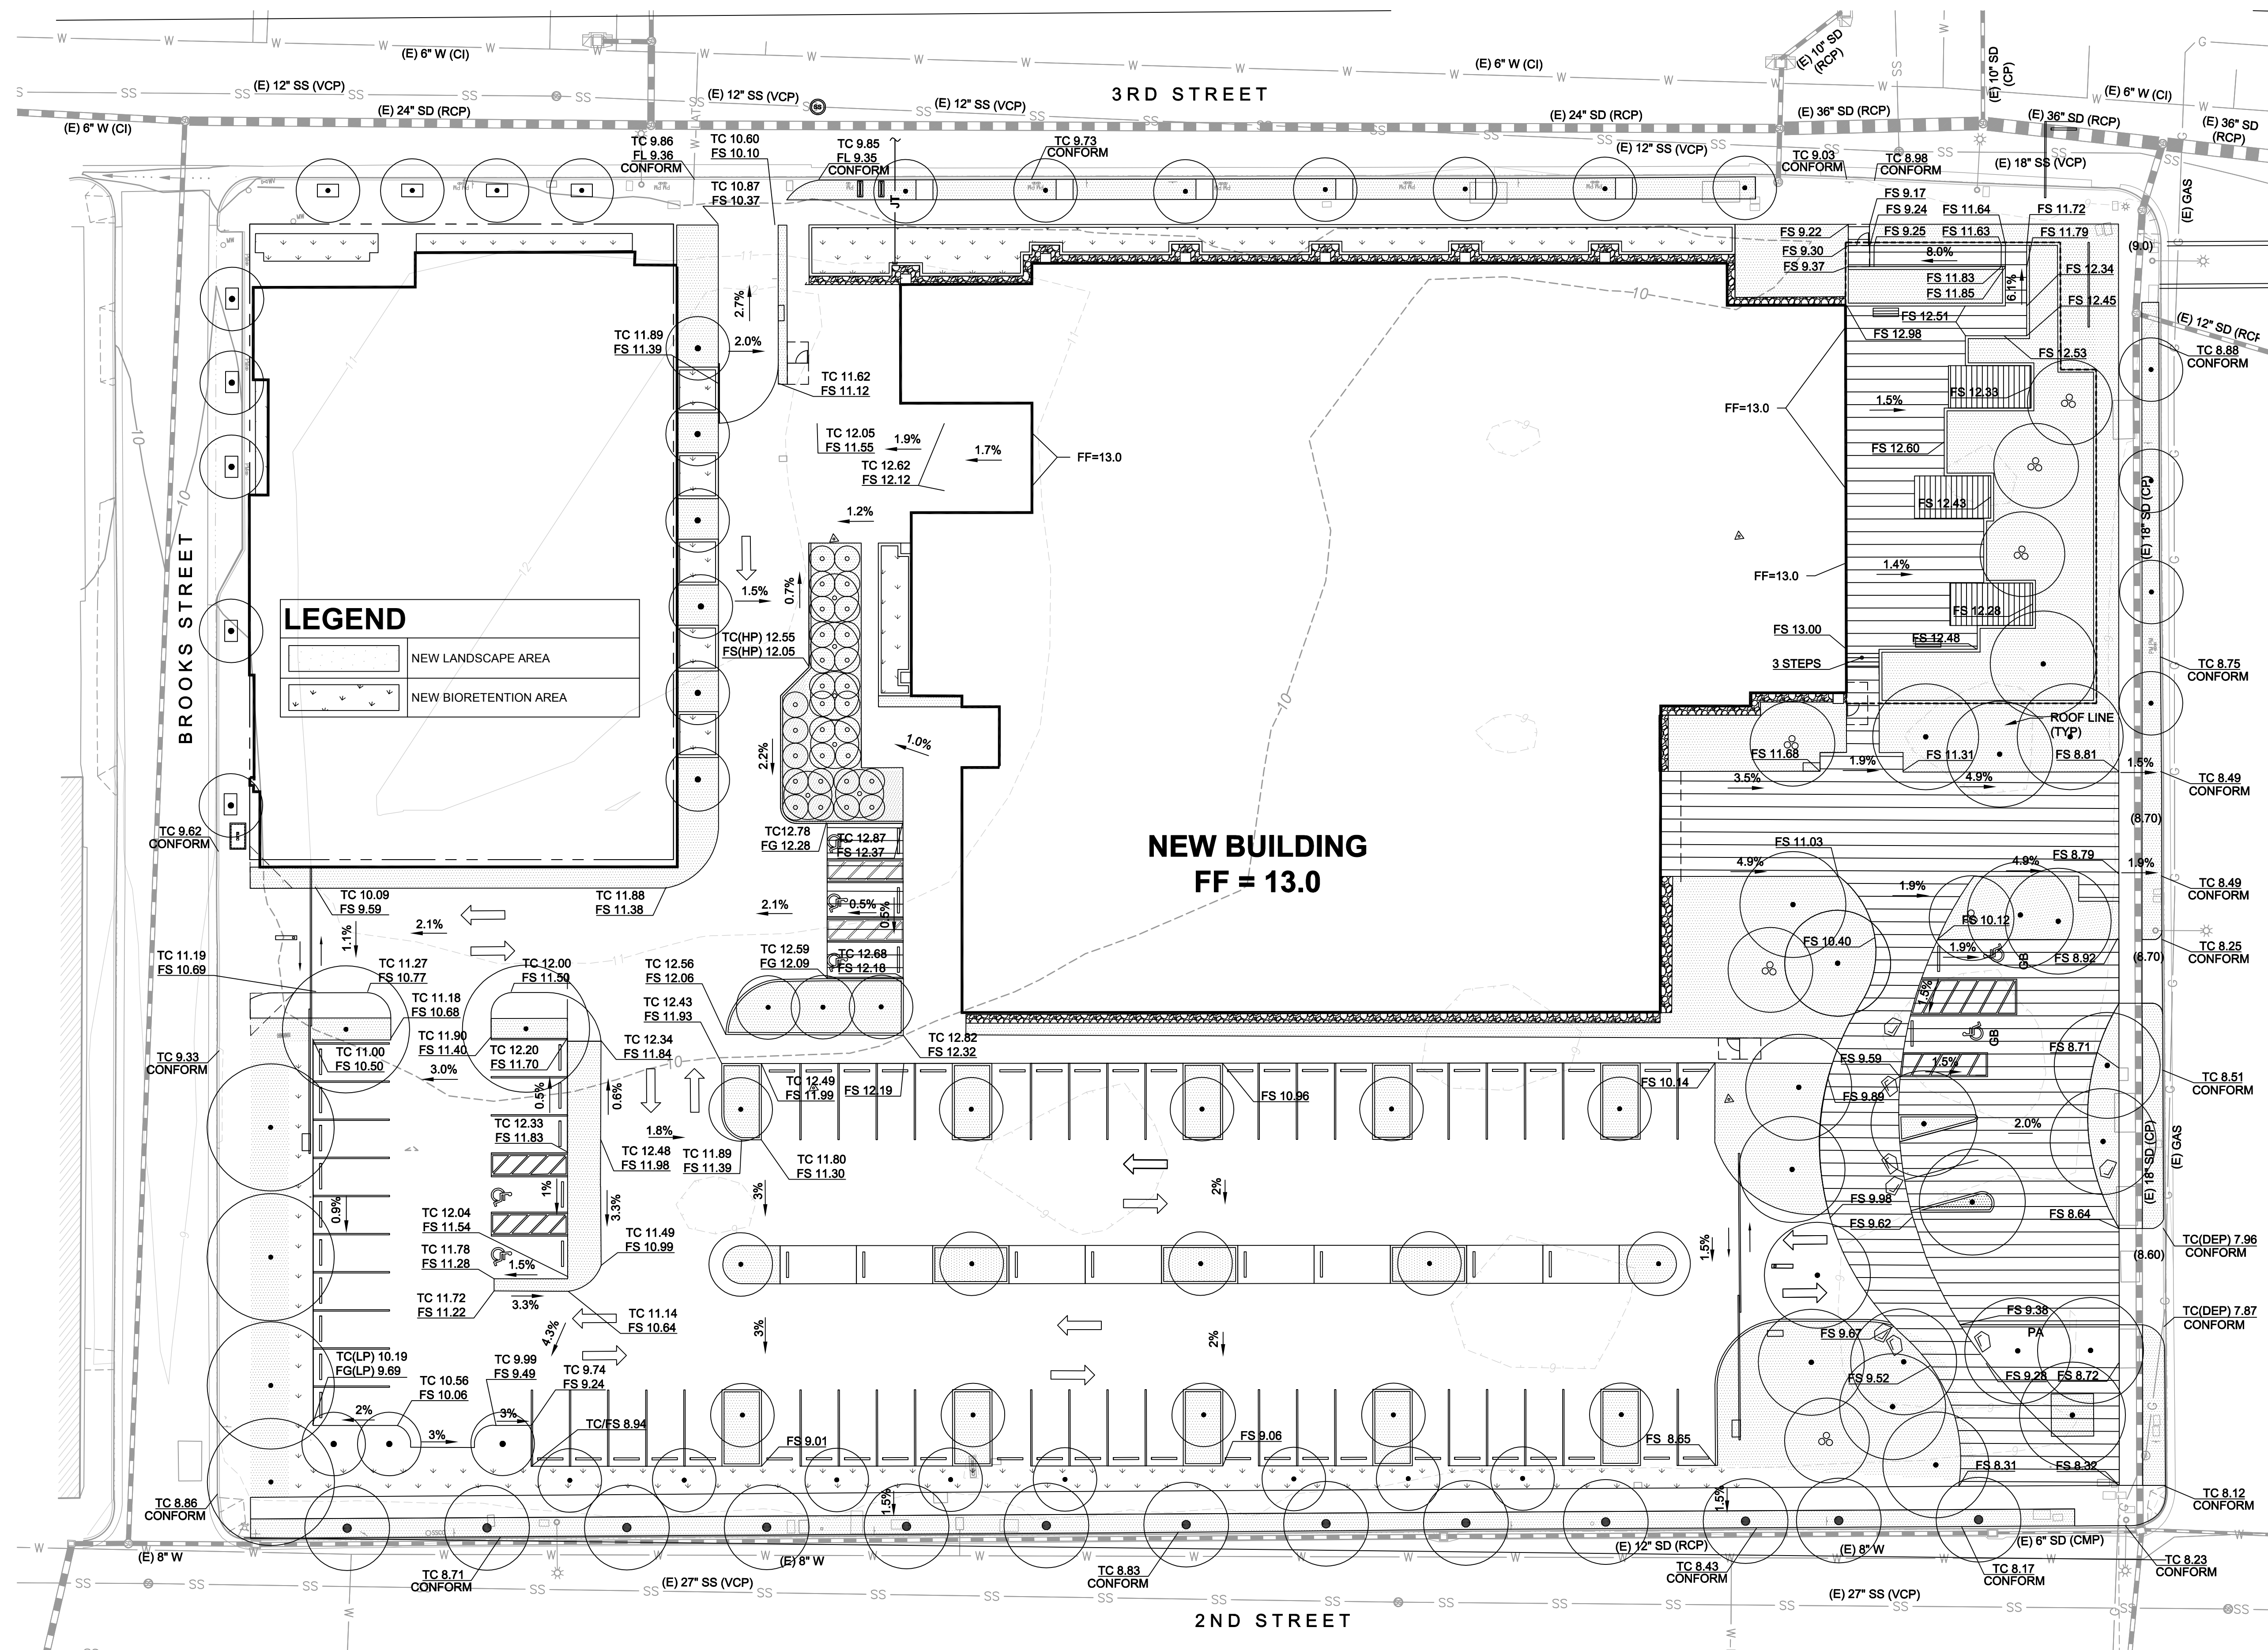 (E) 6" W (CI)
(E) 6" W (CI)
(E) 10" SD
(RCP)
(E) 10" SD
(CP)
(E) 6" W (CI)
(E) 12" SS (VCP)
(E) 12" SS (VCP)
(E) 12" SS (VCP)
3RD STREET
(E) 24" SD (RCP)
(E) 24" SD (RCP)
(E) 36" SD (RCP)
(E) 36" SD (RCP)
(E) 36" SD
(RCP)
(E) 6" W (CI)
SS
(E) 12" SS (VCP)
(E) 18" SS (VCP)
(E) GAS
TC 9.86
FL 9.36
CONFORM
TC 10.60
FS 10.10
TC 9.85
FL 9.35
CONFORM
TC 9.73
CONFORM
TC 9.03
CONFORM
TC 8.98
CONFORM
TC 10.87
FS 10.37
JT
FS 9.17
FS 9.24
FS 9.25
FS 11.64
FS 11.63
FS 11.72
FS 11.79
FS 9.22
FS 9.30
FS 9.37
8.0%
(9.0)
FS 11.83
FS 11.85
6.1%
FS 12.34
FS 12.45
FS 12.51
FS 12.98
FS 12.53
(E) 12" SD (RCP
TC 8.88
CONFORM
2.7%
2.0%
TC 11.89
FS 11.39
TC 11.62
FS 11.12
10
11
12
TC 12.05
FS 11.55
1.9%
TC 12.62
FS 12.12
1.7%
FF=13.0
FF=13.0
1.5%
FS 12.33
FS 12.60
FS 12.43
1.2%
(E) 18" SD (CP)
BROOKS STREET
10
LEGEND
NEW LANDSCAPE AREA
NEW BIORETENTION AREA
1.5%
0.7%
TC(HP) 12.55
FS(HP) 12.05
FF=13.0
1.4%
FS 12.28
FS 13.00
FS 12.48
3 STEPS
TC 8.75
CONFORM
10
2.2%
1.0%
ROOF LINE
(TYP)
FS 11.68
FS 11.31
FS 8.81
1.9%
3.5%
4.9%
1.5%
TC 8.49
CONFORM
(8.70)
TC 9.62
CONFORM
TC12.78
FG 12.28
TC 12.87
FS 12.37
NEW BUILDING
FF = 13.0
FS 11.03
4.9%
4.9%
FS 8.79
1.9%
1.9%
TC 8.49
CONFORM
TC 10.09
FS 9.59
TC 11.88
FS 11.38
2.1%
2.1%
1.1%
0.5%
0.5%
FS 10.12
FS 10.40
1.9%
GB
FS 8.92
(8.70)
TC 8.25
CONFORM
TC 11.19
FS 10.69
TC 11.27
FS 10.77
TC 12.00
FS 11.50
TC 12.56
FS 12.06
TC 12.59
FG 12.09
TC 12.68
FS 12.18
1.5%
TC 11.18
FS 10.68
TC 12.43
FS 11.93
TC 11.90
FS 11.40
TC 12.34
FS 11.84
TC 12.82
FS 12.32
GB
TC 9.33
CONFORM
TC 11.00
FS 10.50
3.0%
TC 12.20
FS 11.70
10
TC 12.49
FS 11.99
FS 12.19
FS 10.96
FS 10.14
FS 9.59
1.5%
FS 8.71
TC 8.51
CONFORM
FS 9.89
0.5%
0.6%
TC 12.33
FS 11.83
1.8%
TC 12.48
FS 11.98
TC 11.89
FS 11.39
TC 11.80
FS 11.30
2.0%
(E) GAS
(E) 18" SD (CP)
0.9%
1%
3.3%
3%
2%
TC 12.04
FS 11.54
TC 11.78
FS 11.28
TC 11.49
FS 10.99
1.5%
FS 9.98
FS 9.62
FS 8.64
1.5%
TC(DEP) 7.96
CONFORM
(8.60)
TC 11.72
FS 11.22
3.3%
TC 11.14
FS 10.64
4.3%
3%
2%
FS 9.38
FS 9.67
PA
TC(DEP) 7.87
CONFORM
TC(LP) 10.19
FG(LP) 9.69
TC 9.99
FS 9.49
TC 9.74
FS 9.24
TC 10.56
FS 10.06
2%
3%
3%
FS 9.52
FS 9.28
FS 8.72
TC/FS 8.94
FS 9.01
FS 9.06
FS 8.65
FS 8.31
FS 8.32
TC 8.86
CONFORM
1.5%
1.5%
TC 8.12
CONFORM
(E) 8" W
(E) 8" W
(E) 12" SD (RCP)
(E) 8" W
(E) 6" SD (CMP)
TC 8.71
CONFORM
TC 8.83
CONFORM
TC 8.43
CONFORM
TC 8.17
CONFORM
TC 8.23
CONFORM
(E) 27" SS (VCP)
(E) 27" SS (VCP)
2ND STREET